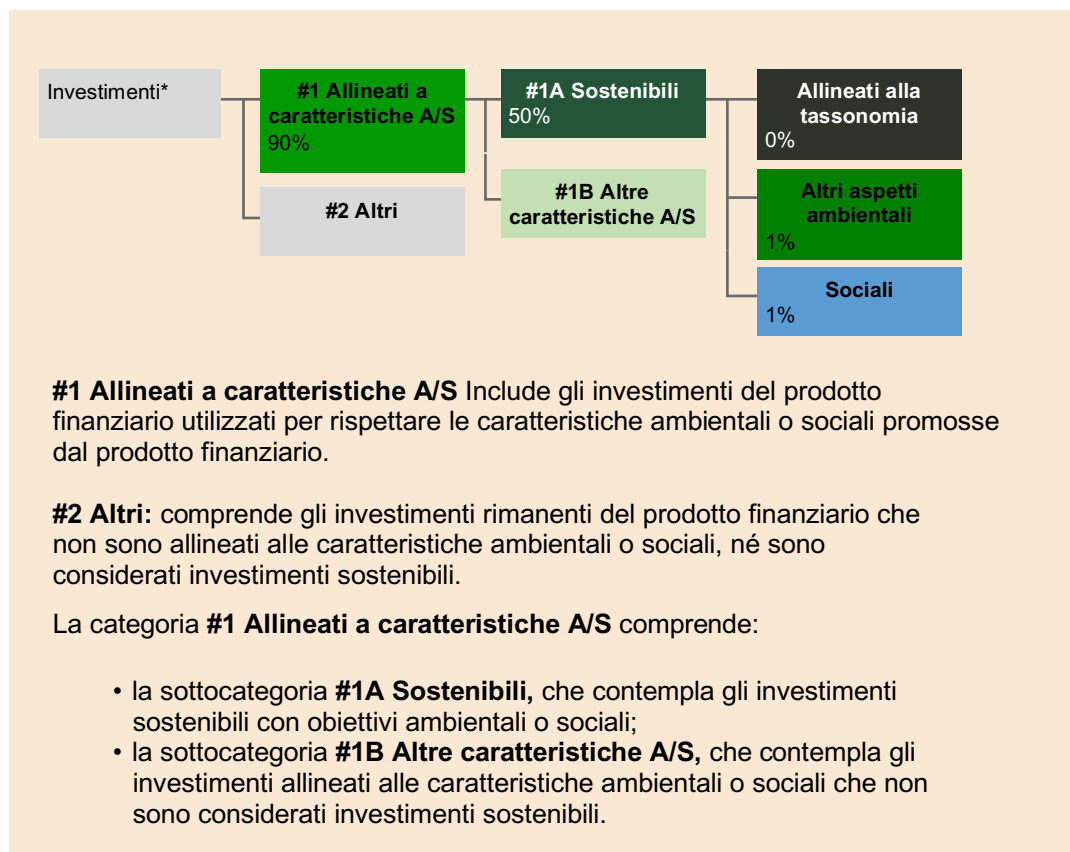 Investimenti*
#1 Allineati a
caratteristiche A/S
90%
#2 Altri
#1A Sostenibili
50%
#1B Altre
caratteristiche A/S
Allineati alla
tassonomia
0%
Altri aspetti
ambientali
1%
Sociali
1%
#1 Allineati a caratteristiche A/S Include gli investimenti del prodotto
finanziario utilizzati per rispettare le caratteristiche ambientali o sociali promosse
dal prodotto finanziario.
#2 Altri: comprende gli investimenti rimanenti del prodotto finanziario che
non sono allineati alle caratteristiche ambientali o sociali, né sono
considerati investimenti sostenibili.
La categoria #1 Allineati a caratteristiche A/S comprende:
• la sottocategoria #1A Sostenibili, che contempla gli investimenti
sostenibili con obiettivi ambientali o sociali;
• la sottocategoria #1B Altre caratteristiche A/S, che contempla gli
investimenti allineati alle caratteristiche ambientali o sociali che non
sono considerati investimenti sostenibili.